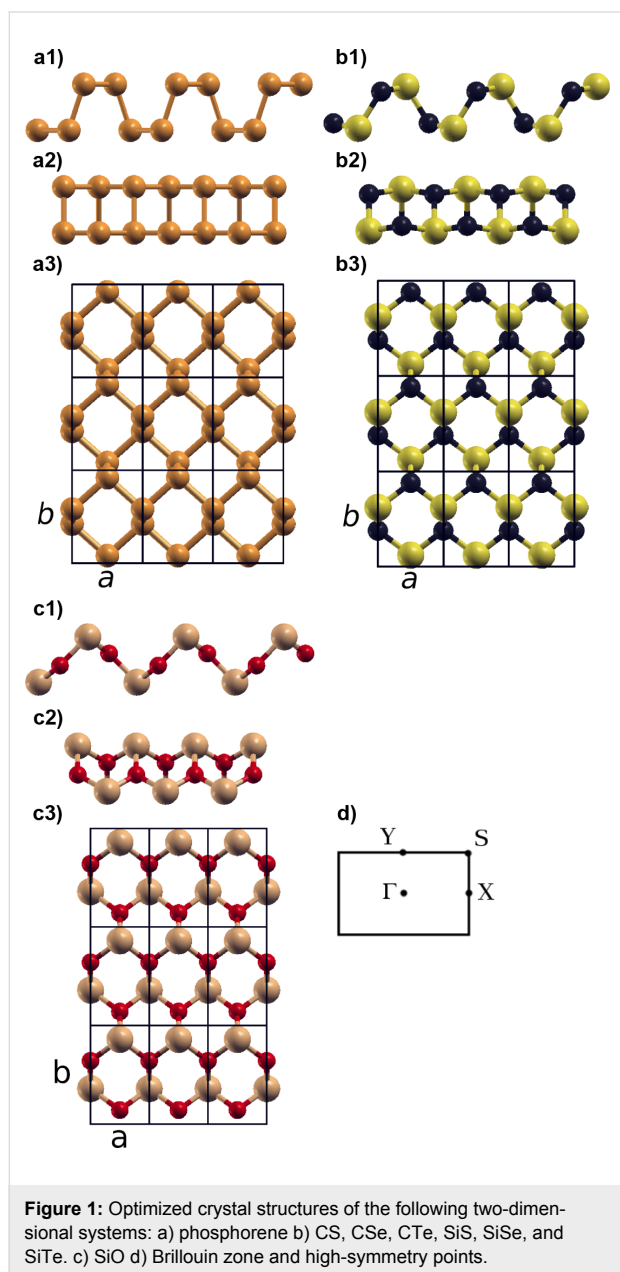 a1)
b1)
a2)
b2)
a3)
b3)
b
a
b
a
c1)
c2)
c3)
d)
Y
S
Γ
X
b
a
Figure 1: Optimized crystal structures of the following two-dimen-
sional systems: a) phosphorene b) CS, CSe, CTe, SiS, SiSe, and
SiTe. c) SiO d) Brillouin zone and high-symmetry points.